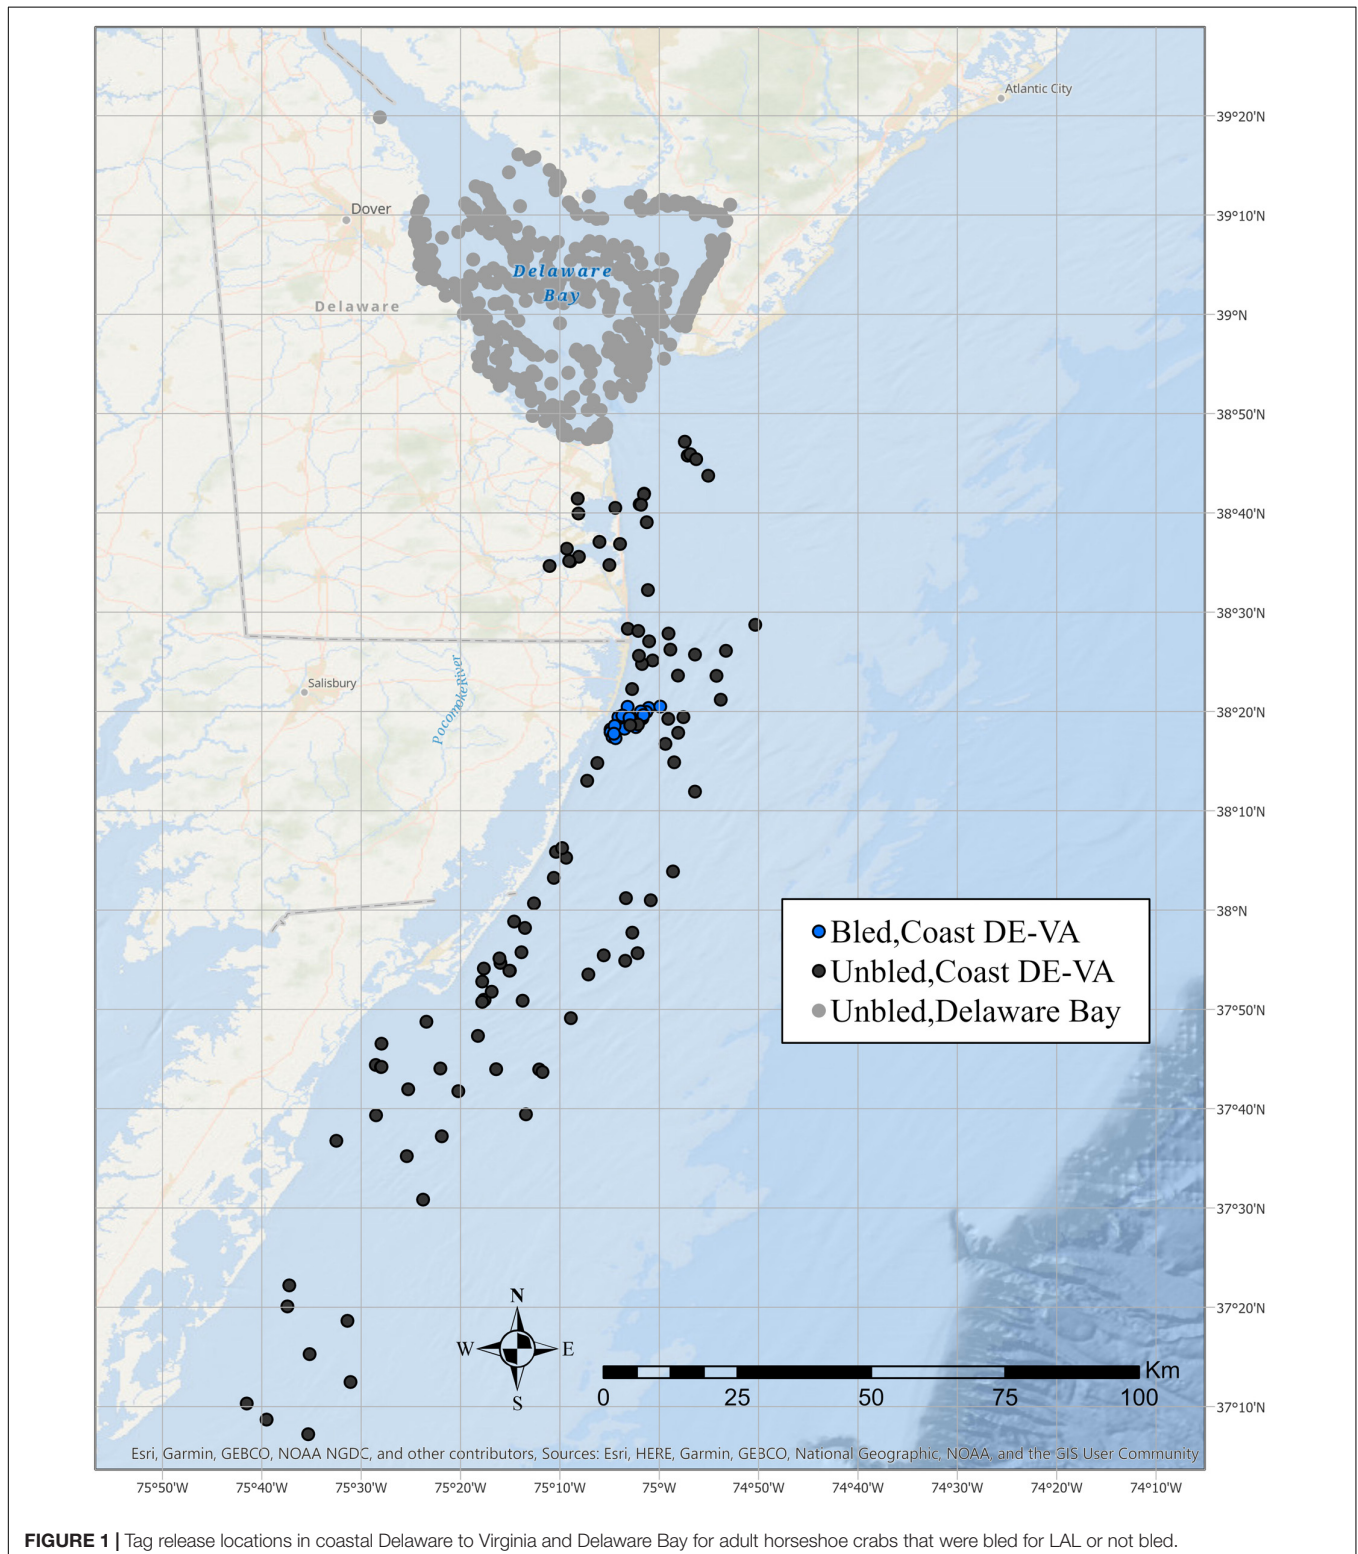 Atlantic City
39°20'N
Dover
39°10'N
Delaware
Bay
Delaware
39°N
38°50'N
38°40'N
38°30'N
Salisbury
Pocomoke River
38°20'N
38°10'N
38°N
Bled,Coast DE-VA
Unbled,Coast DE-VA
Unbled,Delaware Bay
37°50'N
37°40'N
37°30'N
37°20'N
N
W E
S
Km
0 25 50 75 100
37°10'N
Esri, Garmin, GEBCO, NOAA NGDC, and other contributors, Sources: Esri, HERE, Garmin, GEBCO, National Geographic, NOAA, and the GIS User Community
75°50'W 75°40'W 75°30'W 75°20'W 75°10'W 75°W 74°50'W 74°40'W 74°30'W 74°20'W 74°10'W
FIGURE 1 | Tag release locations in coastal Delaware to Virginia and Delaware Bay for adult horseshoe crabs that were bled for LAL or not bled.